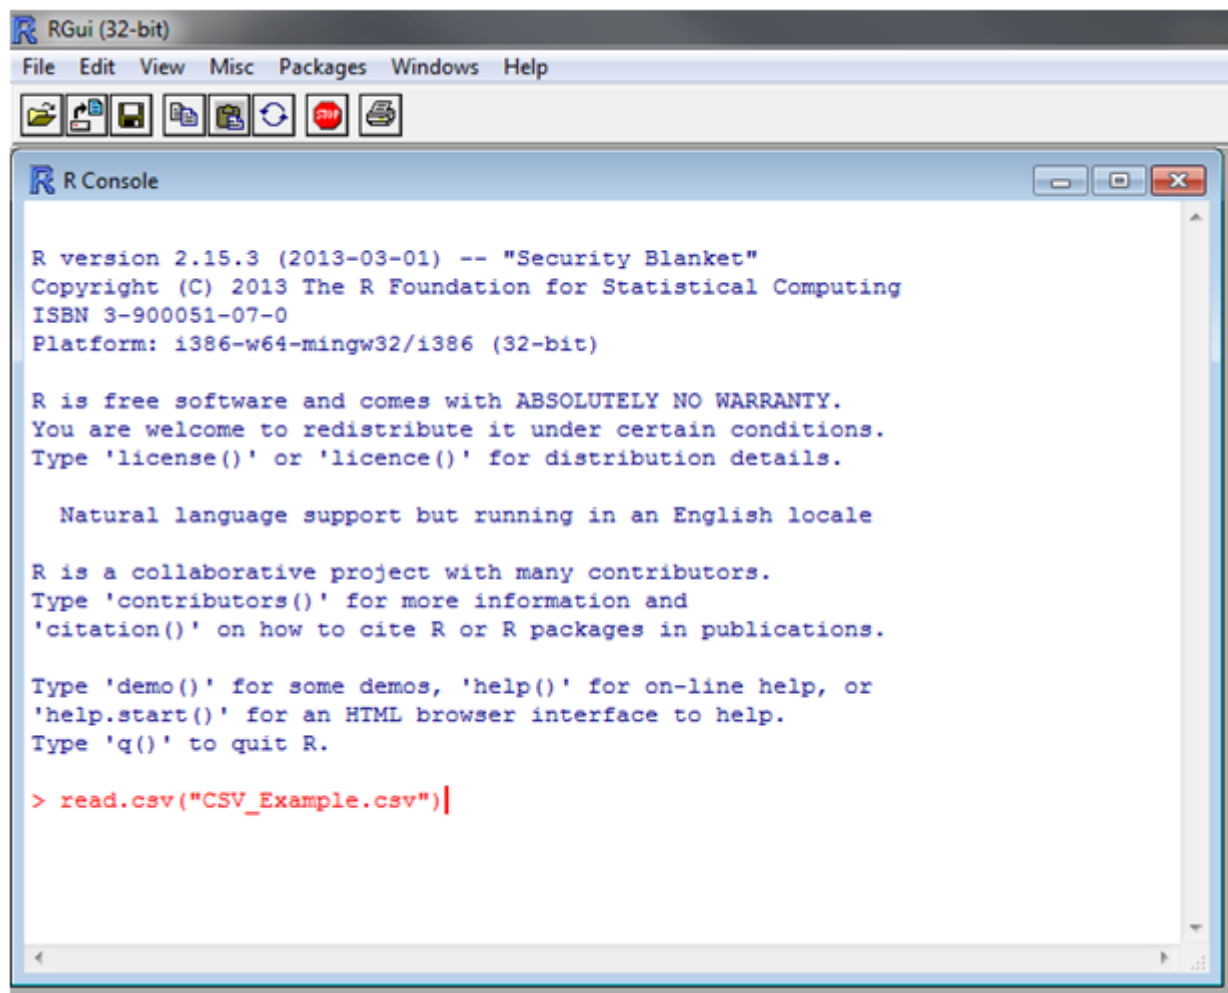 RGui (32-bit)
File Edit View Misc Packages Windows Help
STOP
R Console
R version 2.15.3 (2013-03-01) -- "Security Blanket"
Copyright (C) 2013 The R Foundation for Statistical Computing
ISBN 3-900051-07-0
Platform: i386-w64-mingw32/i386 (32-bit)
R is free software and comes with ABSOLUTELY NO WARRANTY.
You are welcome to redistribute it under certain conditions.
Type 'license()' or 'licence()' for distribution details.
Natural language support but running in an English locale
R is a collaborative project with many contributors.
Type 'contributors()' for more information and
'citation()' on how to cite R or R packages in publications.
Type 'demo()' for some demos, 'help()' for on-line help, or
'help.start()' for an HTML browser interface to help.
Type 'q()' to quit R.
> read.csv("CSV_Example.csv")